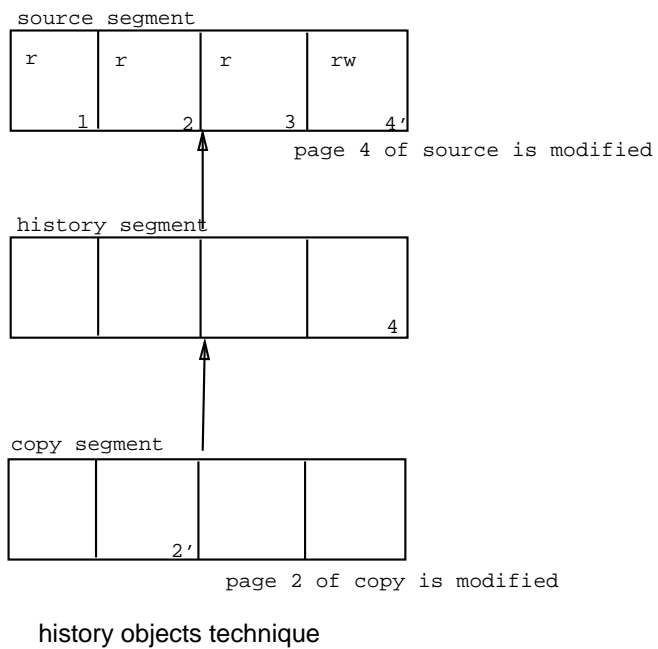 source segment
r r r rw
1 2 3 4′
page 4 of source is modified
history segment
4
copy segment
2′
page 2 of copy is modified
history objects technique